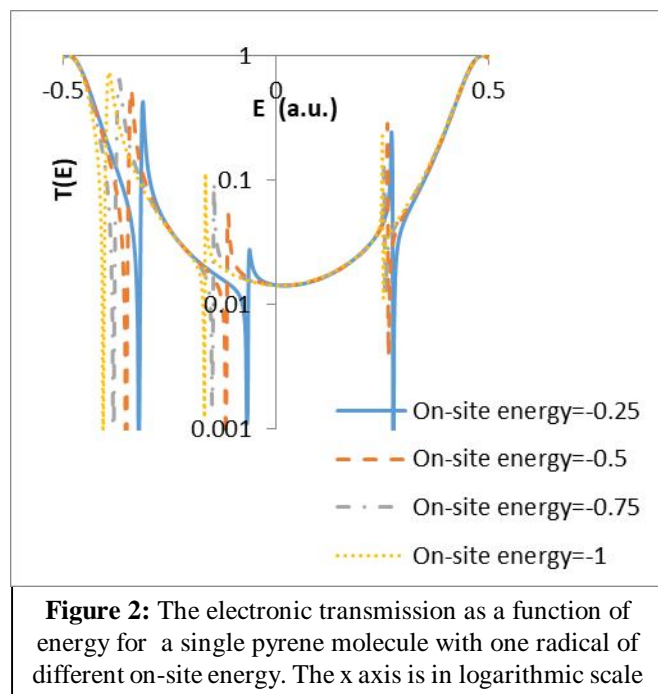 1
-0.5
0
0.5
E (a.u.)
T(E)
0.1
0.01
0.001
On-site energy=-0.25
On-site energy=-0.5
On-site energy=-0.75
On-site energy=-1
Figure 2: The electronic transmission as a function of
energy for a single pyrene molecule with one radical of
different on-site energy. The x axis is in logarithmic scale